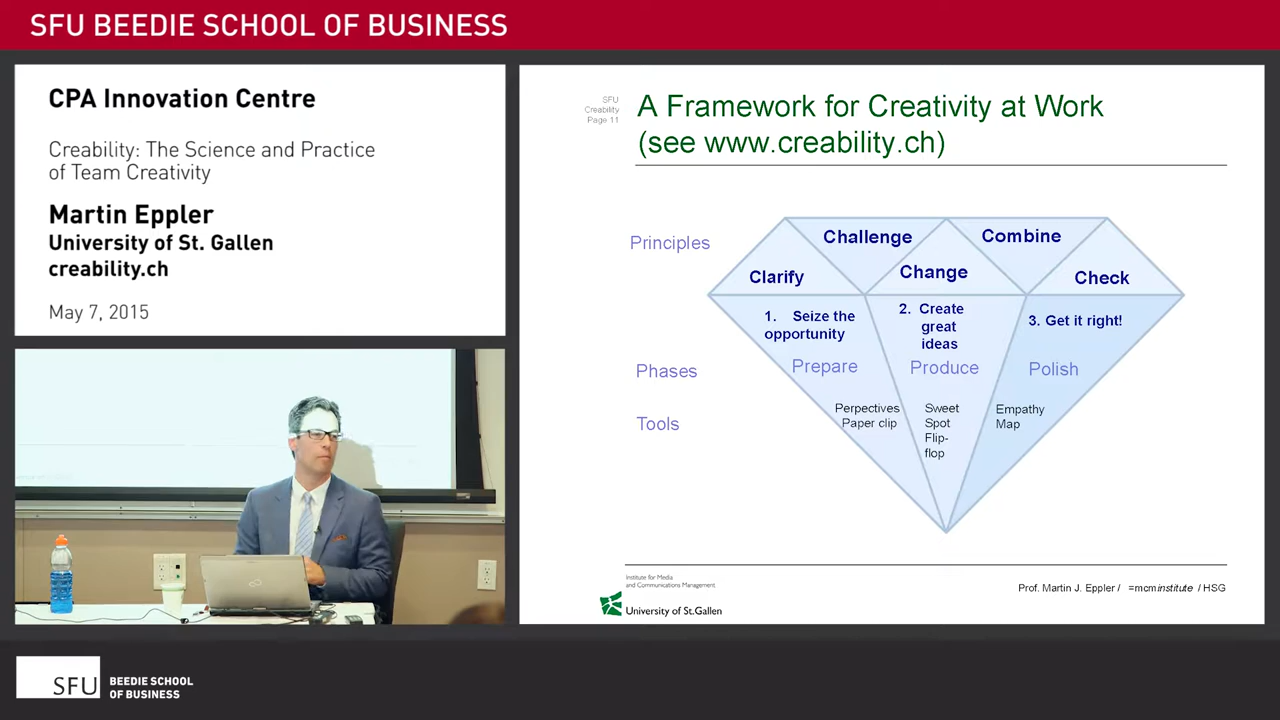 SFU BEEDIE SCHOOL OF BUSINESS
CPA Innovation Centre
Creability: The Science and Practice
of Team Creativity
Martin Eppler
University of St. Gallen
creability.ch
May 7, 2015
SFU
Creability
Page 11
A Framework for Creativity at Work
(see www.creability.ch)
Principles
Challenge
Combine
Clarify
Change
Check
1. Seize the
opportunity
2. Create
great
ideas
3. Get it right!
Phases
Prepare
Produce
Polish
Tools
Perpectives
Paper clip
Sweet
Spot
Flip-
flop
Empathy
Map
Institute for Media
and Communications Management
University of St.Gallen
Prof. Martin J. Eppler / =mcminstitute / HSG
SFU
BEEDIE SCHOOL
OF BUSINESS